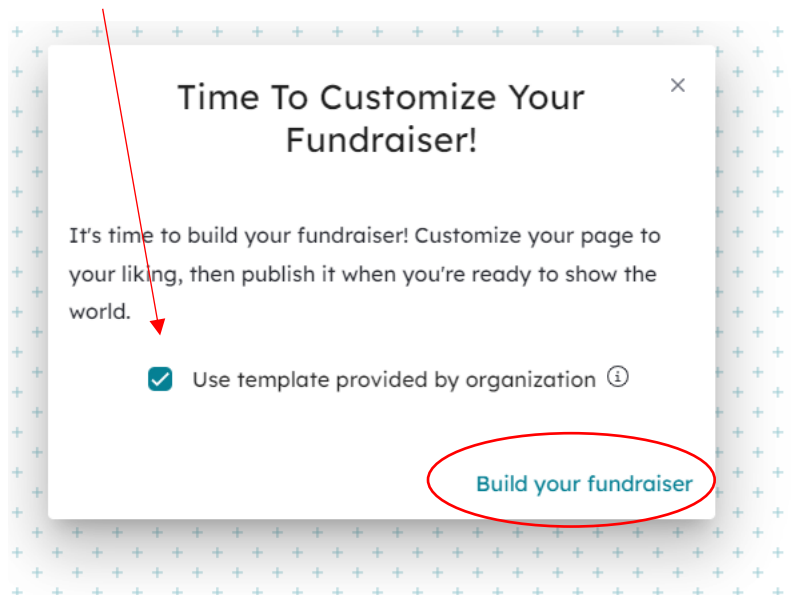 Time To Customize Your
Fundraiser!
It's time to build your fundraiser! Customize your page to
your liking, then publish it when you're ready to show the
world.
Use template provided by organization
Build your fundraiser